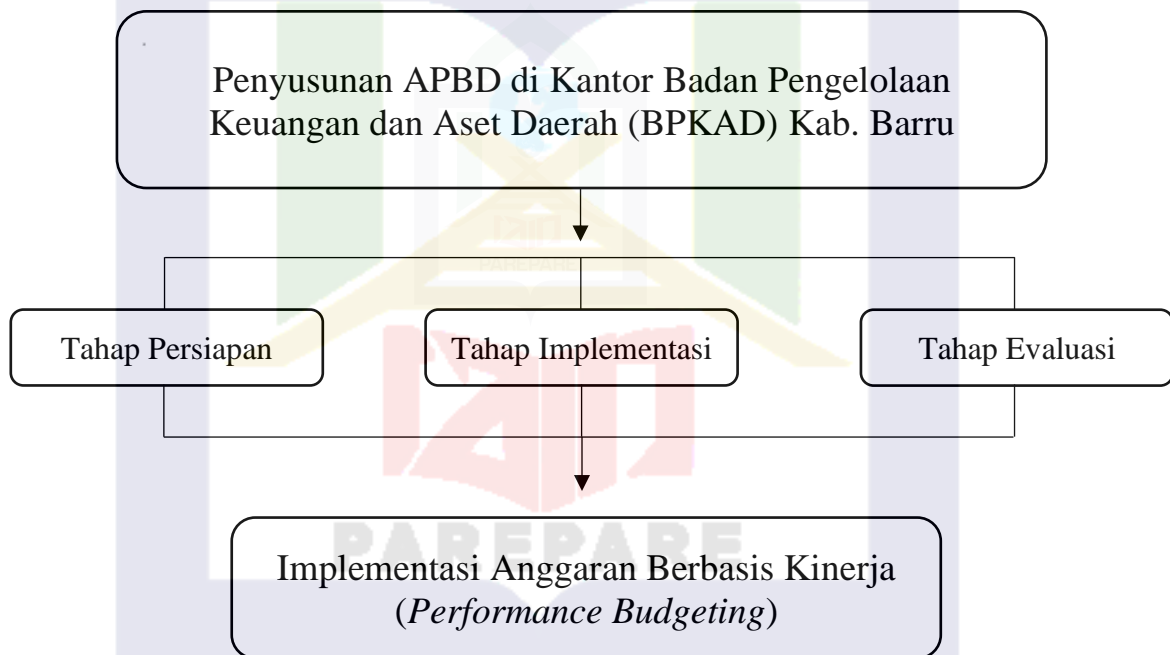 Penyusunan APBD di Kantor Badan Pengelolaan
Keuangan dan Aset Daerah (BPKAD) Kab. Barru
PAREPARE
Tahap Persiapan
Tahap Implementasi
Tahap Evaluasi
PAREPARE
Implementasi Anggaran Berbasis Kinerja
(Performance Budgeting)